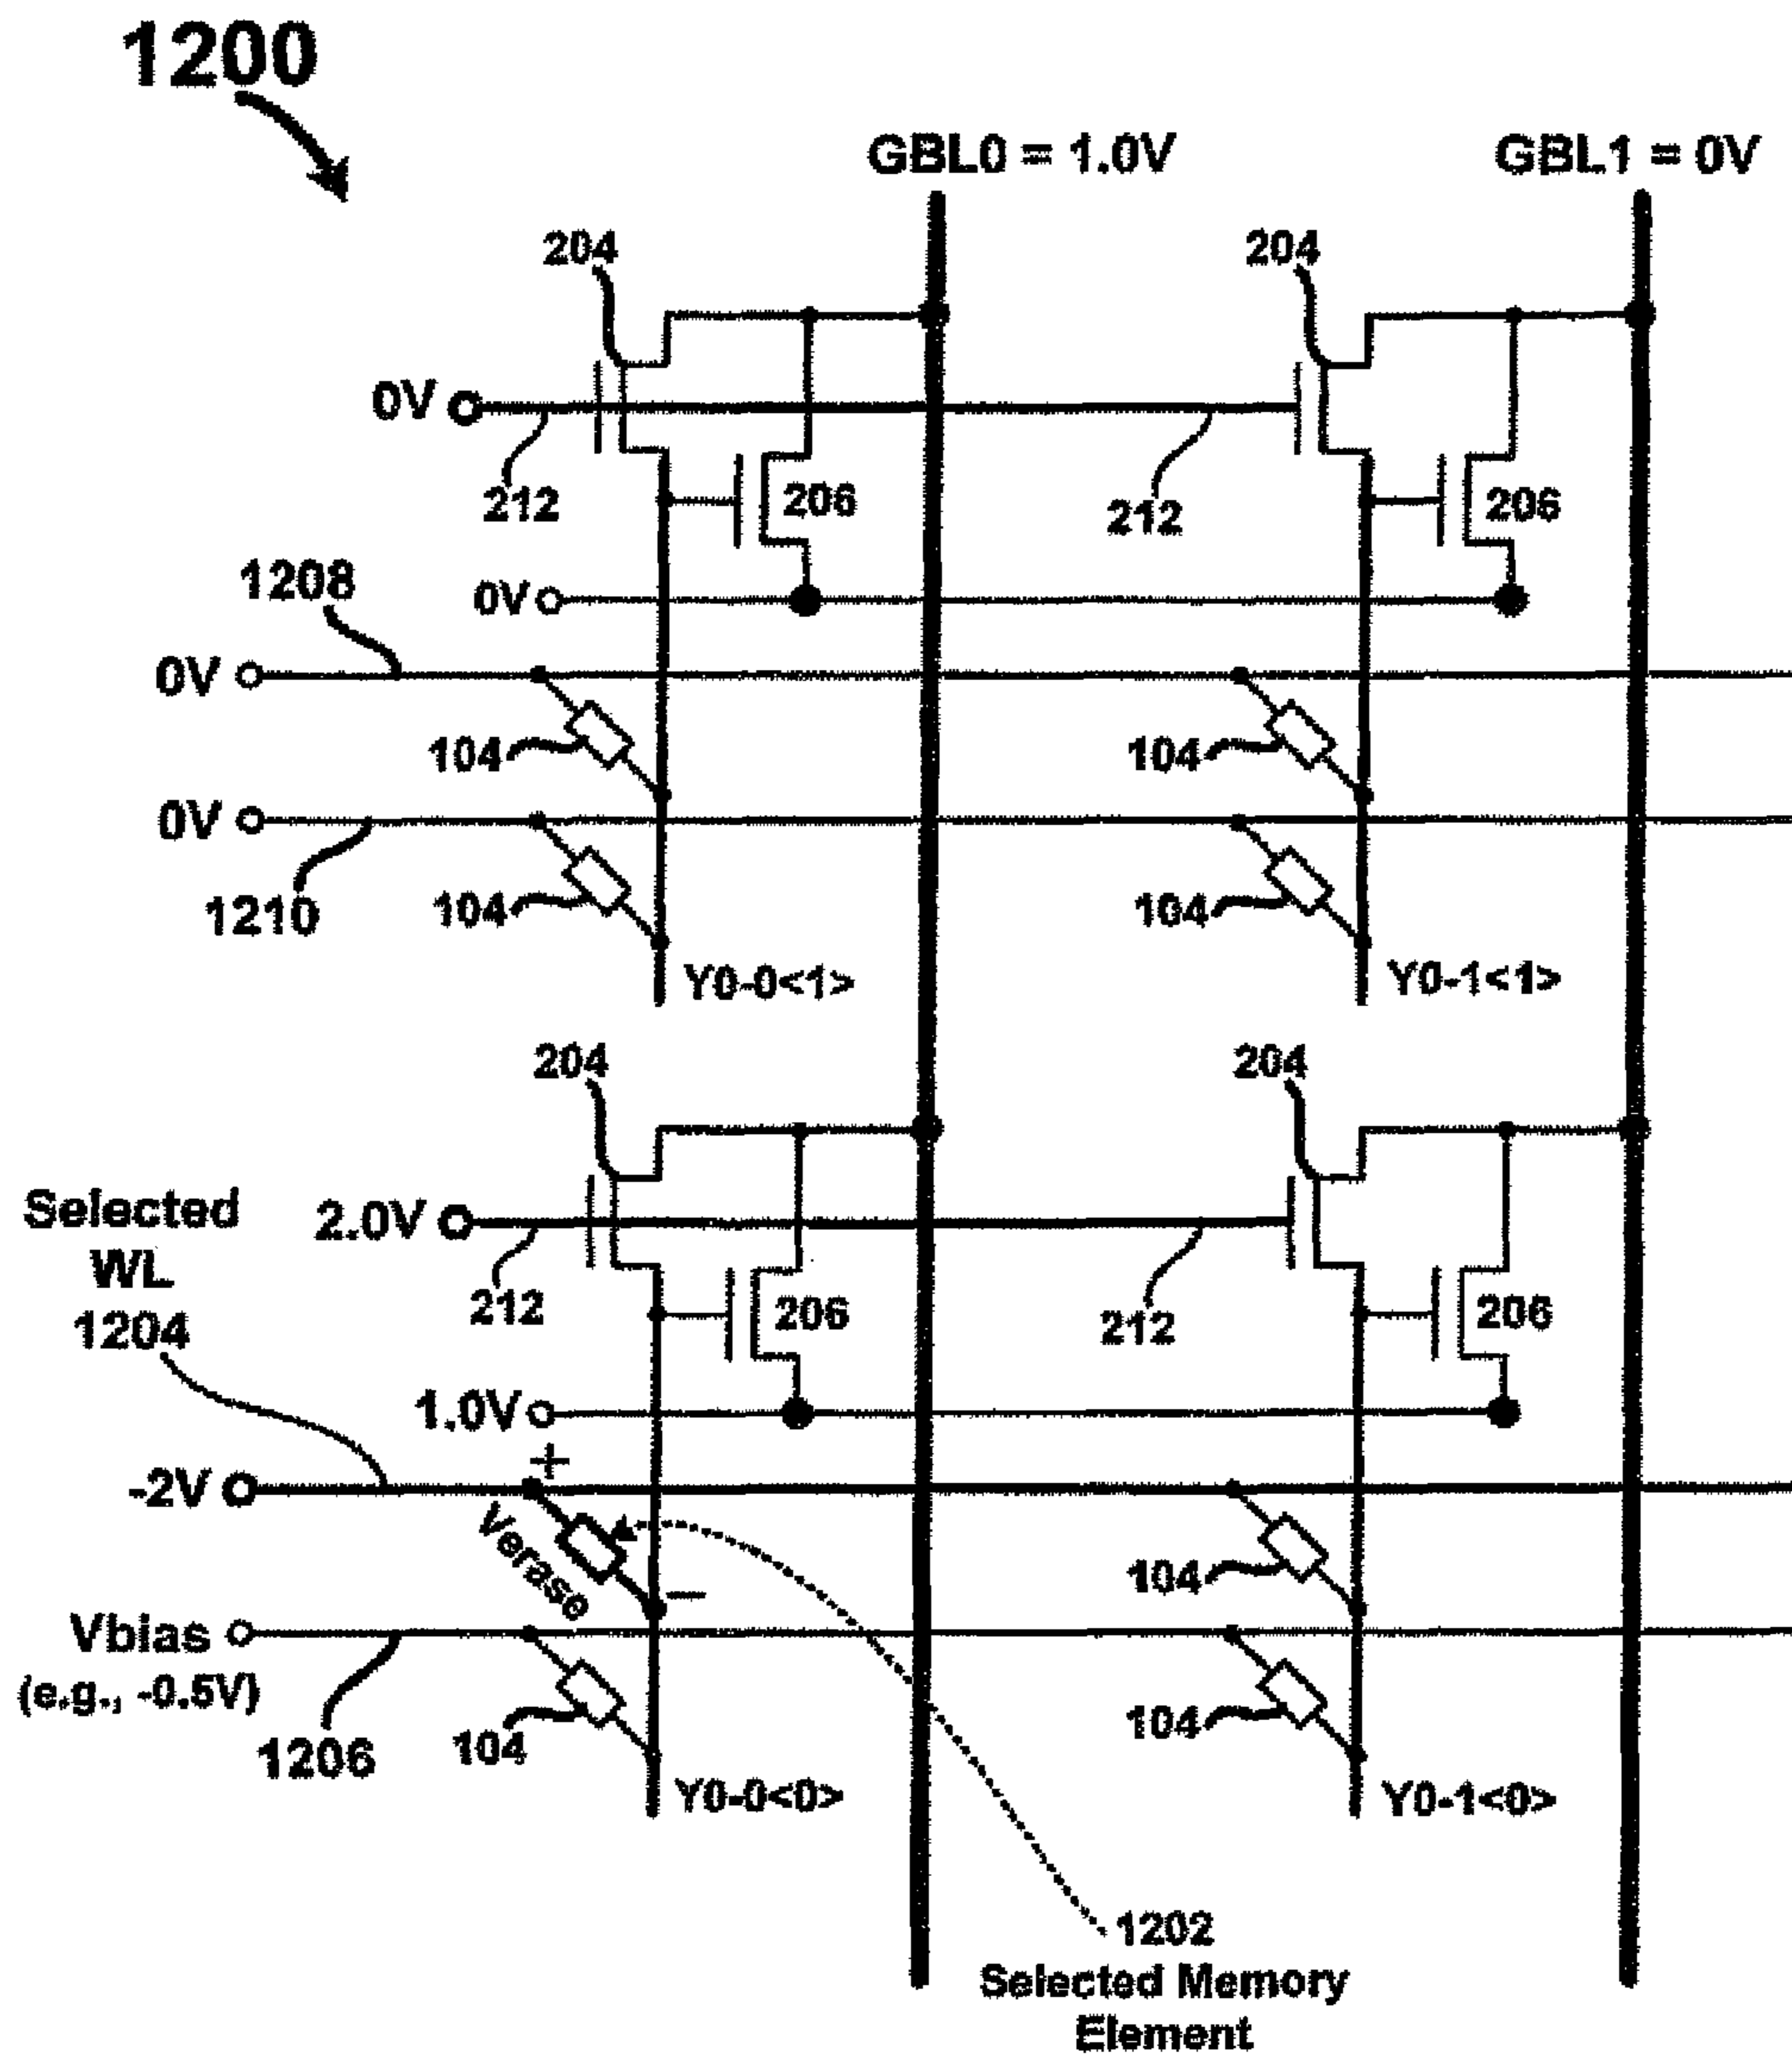 1200
GBL0 = 1.0V
GBL1 = 0V
204
204
0V
212
206
212
206
1208
0V
0V
104
104
0V
1210
104
104
Y0-0<1>
Y0-1<1>
204
204
Selected
WL
1204
2.0V
212
206
212
206
1.0V
+
-2V
Verase
104
–
Vbias
(e.g., -0.5V)
1206
104
104
Y0-0<0>
Y0-1<0>
1202
Selected Memory
Element